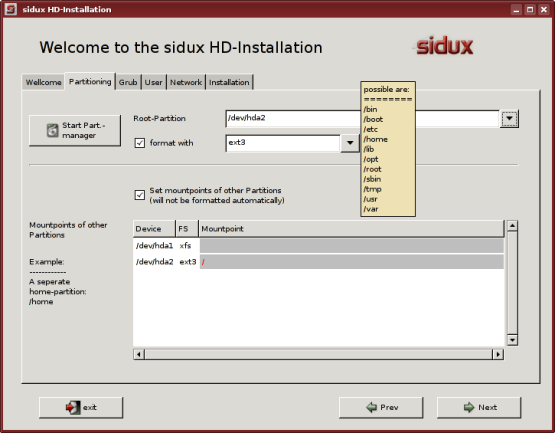 sidux HD-Installation
Welcome to the sidux HD-Installation
sidux
Wellcome
Partitioning
Grub
User
Network
Installation
possible are:
========
/bin
/boot
/etc
/home
/lib
/opt
/root
/sbin
/tmp
/usr
/var
Start Part.-
manager
Root-Partition
/dev/hda2
format with
ext3
Set mountpoints of other Partitions
(will not be formatted automatically)
Mountpoints of other
Partitions
Example:
------------
A seperate
home-partition:
/home
Device FS Mountpoint
/dev/hda1 xfs
/dev/hda2 ext3 /
exit
Prev
Next